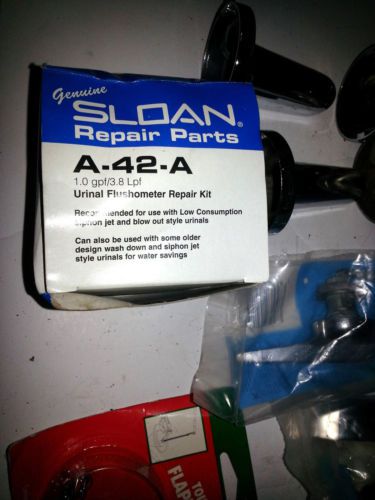 Genuine
SLOAN®
Repair Parts
A-42-A
1.0 gpf/3.8 Lpf
Urinal Flushometer Repair Kit
Recommended for use with Low Consumption
siphon jet and blow out style urinals
Can also be used with some older
design wash down and siphon jet
style urinals for water savings
TO
FLAP